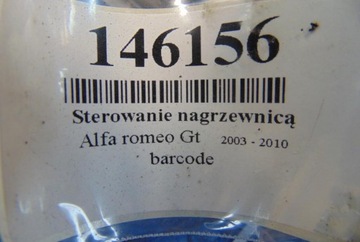 146156
Sterowanie nagrzewnicą
Alfa romeo Gt 2003 - 2010
barcode